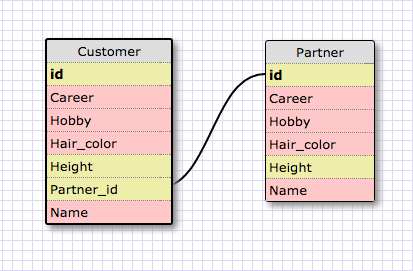 Customer
id
Career
Hobby
Hair_color
Height
Partner_id
Name
Partner
id
Career
Hobby
Hair_color
Height
Name